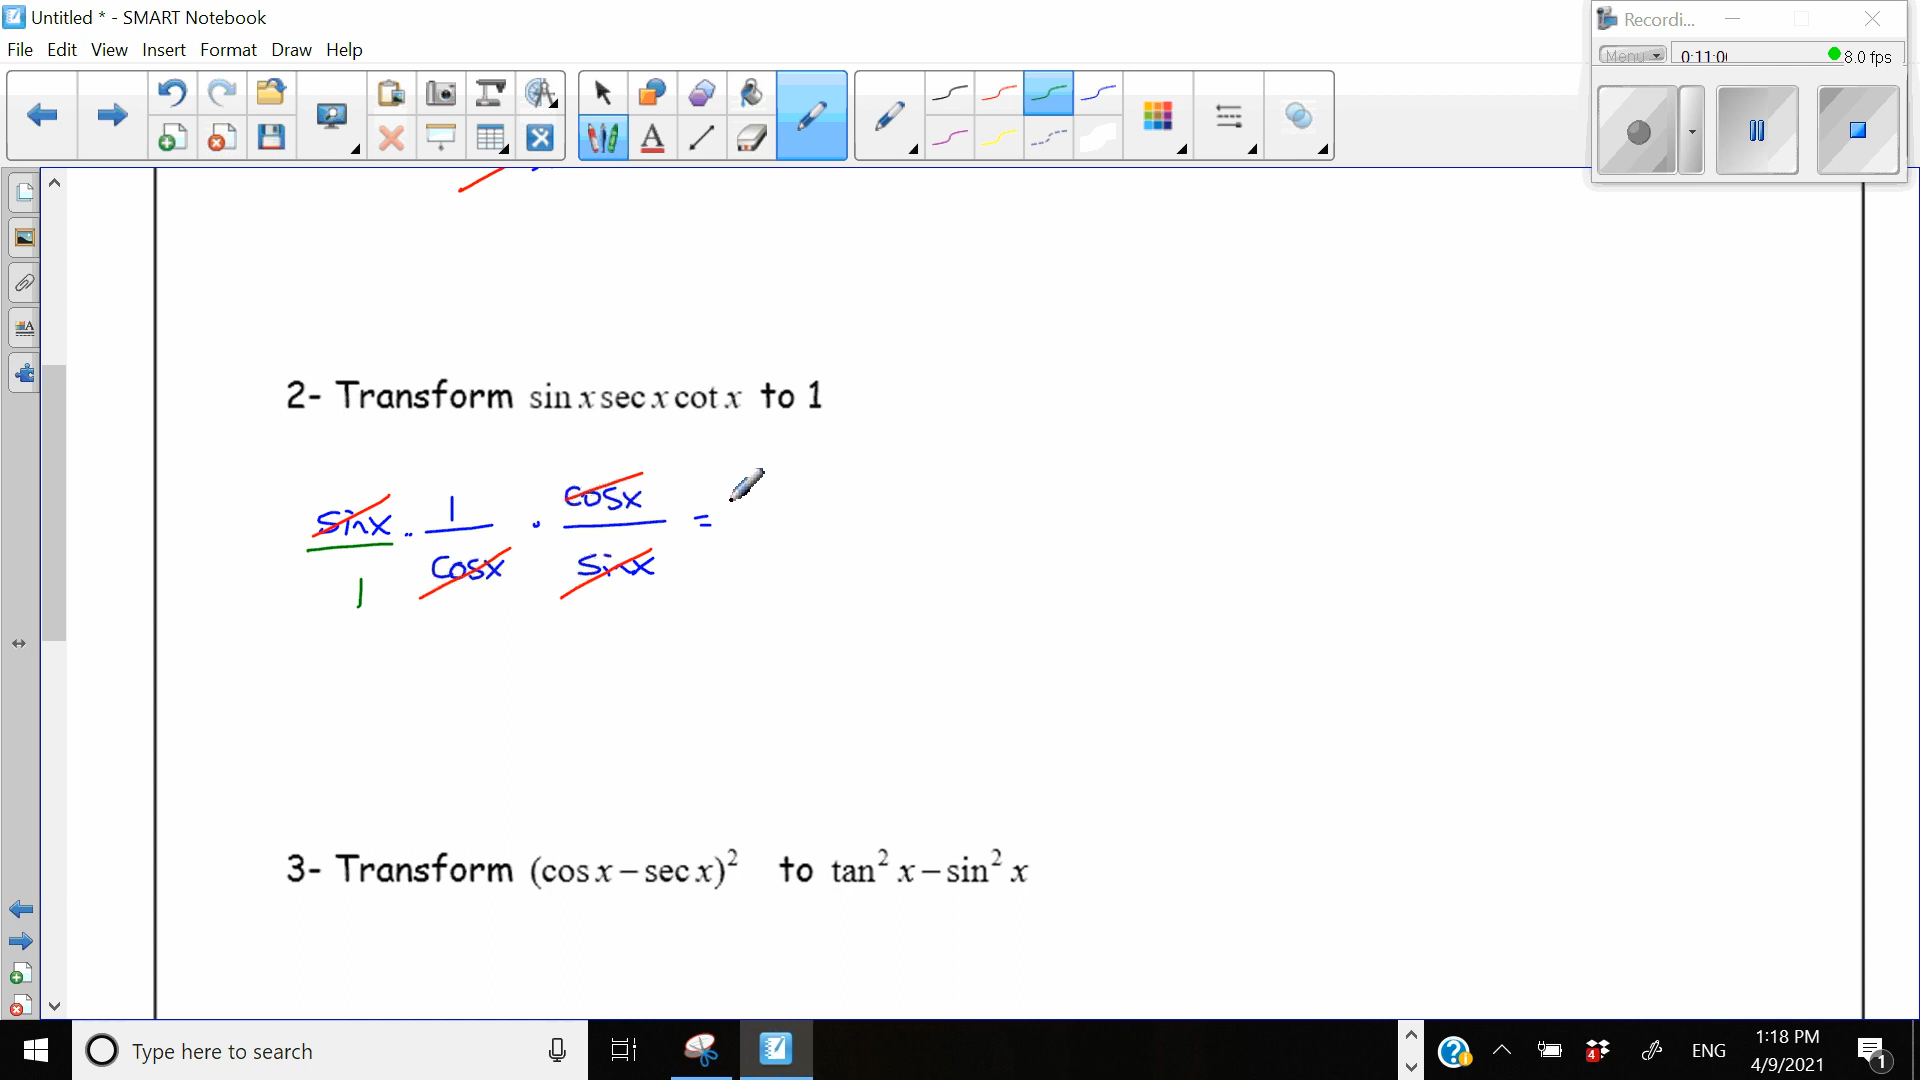 Untitled * - SMART Notebook
File Edit View Insert Format Draw Help
Recordi...
Menu
0:11:0
8.0 fps
2- Transform sin x sec x cot x to 1
sinx/1 · 1/cosx · cosx/sinx =
3- Transform (cos x − sec x)² to tan² x − sin² x
Type here to search
4
ENG
1:18 PM
4/9/2021
1